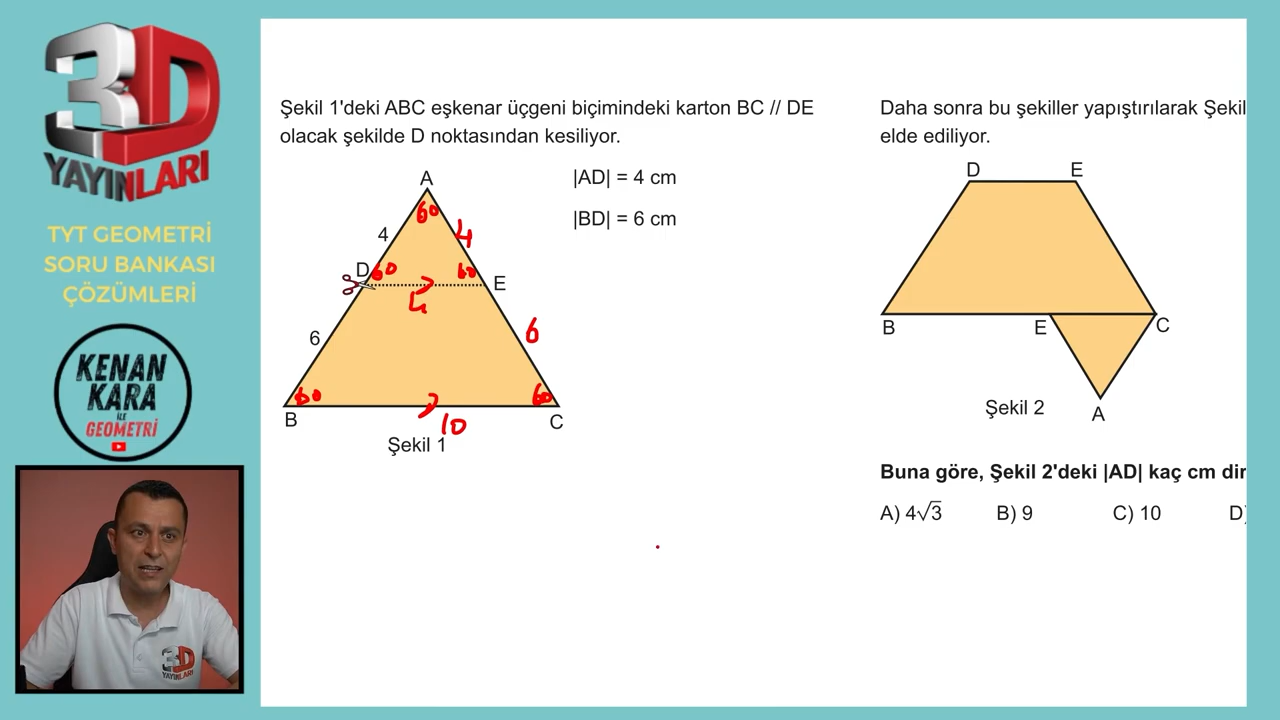 3D
YAYINLARI
TYT GEOMETRİ
SORU BANKASI
ÇÖZÜMLERİ
KENAN
KARA
İLE
GEOMETRİ
3D
YAYINLARI
Şekil 1'deki ABC eşkenar üçgeni biçimindeki karton BC // DE
olacak şekilde D noktasından kesiliyor.
|AD| = 4 cm
|BD| = 6 cm
A
60
4
4
D
60
60
E
4
6
6
B
60
60
C
10
Şekil 1
Daha sonra bu şekiller yapıştırılarak Şekil
elde ediliyor.
D
E
B
E
C
A
Şekil 2
Buna göre, Şekil 2'deki |AD| kaç cm dir
A) 4√3
B) 9
C) 10
D)